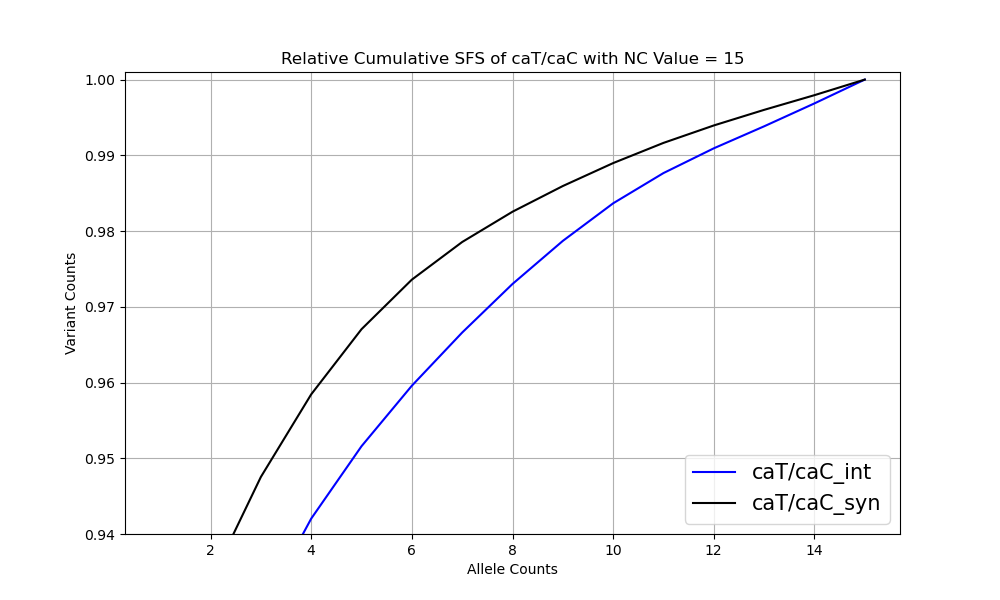 Relative Cumulative SFS of caT/caC with NC Value = 15
Variant Counts
1.00
0.99
0.98
0.97
0.96
0.95
0.94
2 4 6 8 10 12 14
Allele Counts
caT/caC_int
caT/caC_syn